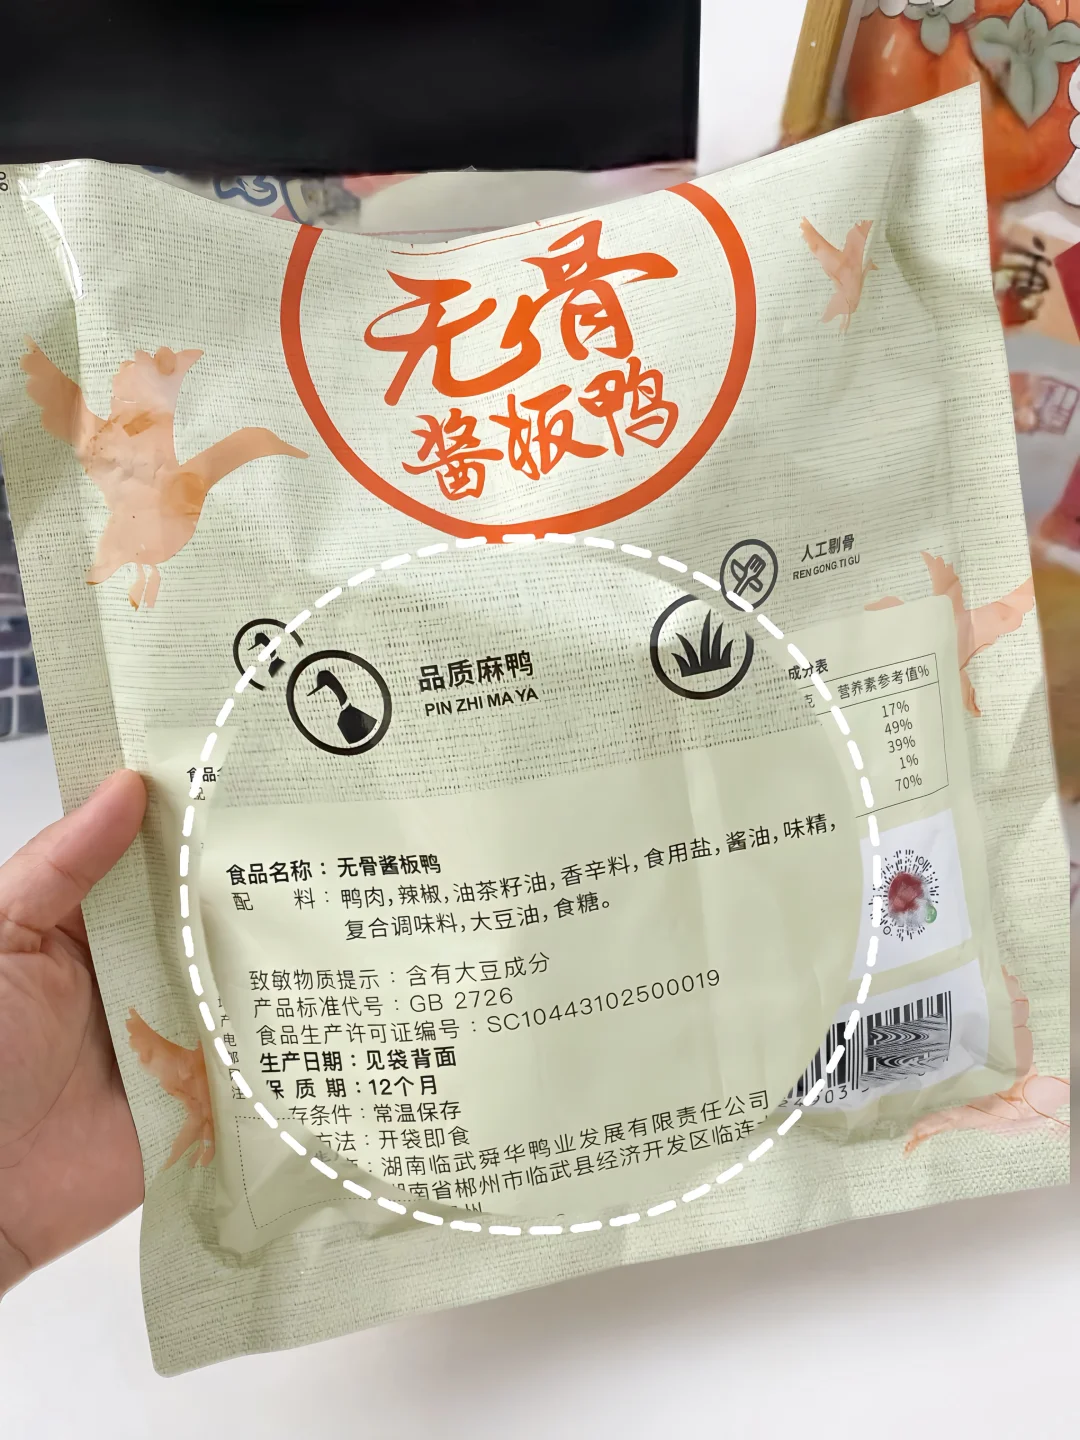 无骨
酱板鸭
人工剔骨
REN GONG TI GU
品质麻鸭
PIN ZHI MA YA
成分表
营养素参考值%
17%
49%
39%
1%
70%
食品名称：无骨酱板鸭
配 料：鸭肉，辣椒，油茶籽油，香辛料，食用盐，酱油，味精，
复合调味料，大豆油，食糖。
致敏物质提示：含有大豆成分
产品标准代号：GB 2726
食品生产许可证编号：SC10443102500019
生产日期：见袋背面
保 质 期：12个月
存条件：常温保存
方法：开袋即食
湖南临武舜华鸭业发展有限责任公司
湖南省郴州市临武县经济开发区临连